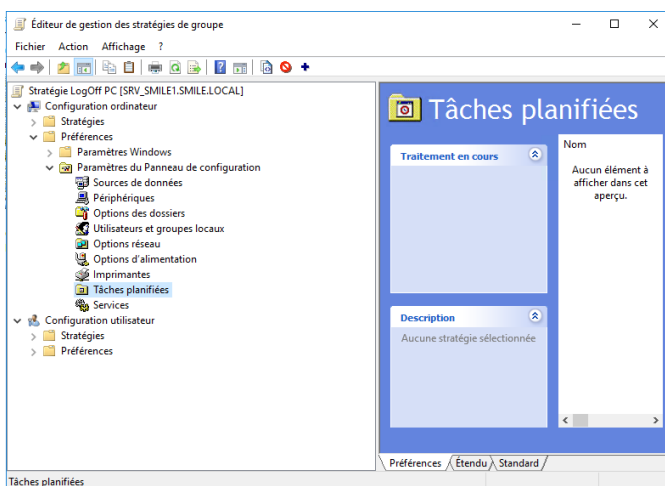 Éditeur de gestion des stratégies de groupe
Fichier Action Affichage ?
Stratégie LogOff PC [SRV_SMILE1.SMILE.LOCAL]
Configuration ordinateur
Stratégies
Préférences
Paramètres Windows
Paramètres du Panneau de configuration
Sources de données
Périphériques
Options des dossiers
Utilisateurs et groupes locaux
Options réseau
Options d'alimentation
Imprimantes
Tâches planifiées
Services
Configuration utilisateur
Stratégies
Préférences
Tâches planifiées
Traitement en cours
Description
Aucune stratégie sélectionnée
Nom
Aucun élément à
afficher dans cet
aperçu.
Préférences Étendu Standard
Tâches planifiées